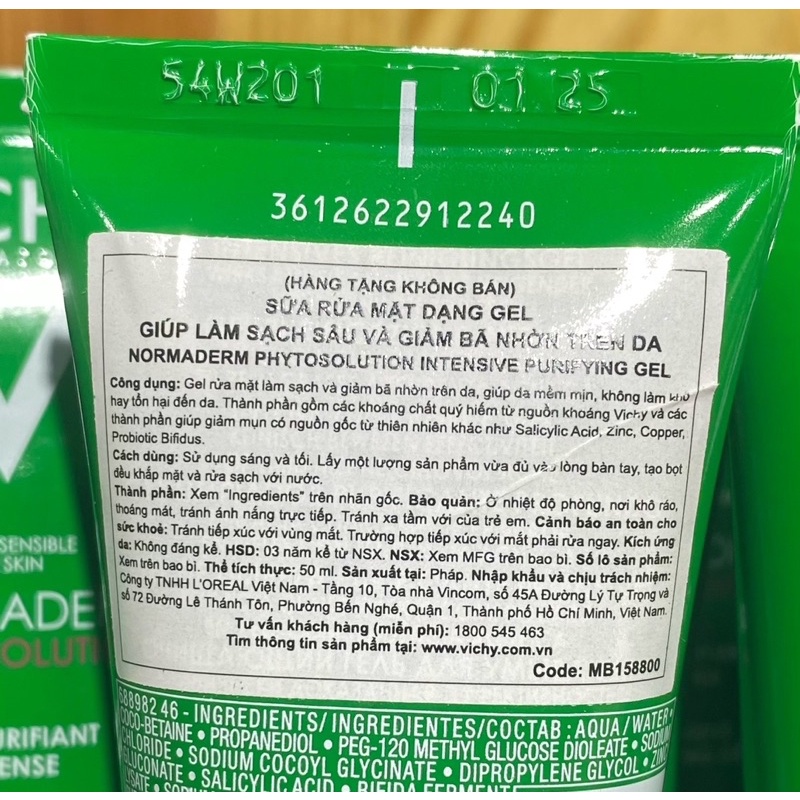 54W201 01 25
3612622912240
(HÀNG TẶNG KHÔNG BÁN)
SỮA RỬA MẶT DẠNG GEL
GIÚP LÀM SẠCH SÂU VÀ GIẢM BÃ NHỜN TRÊN DA
NORMADERM PHYTOSOLUTION INTENSIVE PURIFYING GEL
Công dụng: Gel rửa mặt làm sạch và giảm bã nhờn trên da, giúp da mềm mịn, không làm khô
hay tổn hại đến da. Thành phần gồm các khoáng chất quý hiếm từ nguồn khoáng Vichy và các
thành phần giúp giảm mụn có nguồn gốc từ thiên nhiên khác như Salicylic Acid, Zinc, Copper,
Probiotic Bifidus.
Cách dùng: Sử dụng sáng và tối. Lấy một lượng sản phẩm vừa đủ vào lòng bàn tay, tạo bọt
đều khắp mặt và rửa sạch với nước.
Thành phần: Xem "Ingredients" trên nhãn gốc. Bảo quản: Ở nhiệt độ phòng, nơi khô ráo,
thoáng mát, tránh ánh nắng trực tiếp. Tránh xa tầm với của trẻ em. Cảnh báo an toàn cho
sức khoẻ: Tránh tiếp xúc với vùng mắt. Trường hợp tiếp xúc với mắt phải rửa ngay. Kích ứng
da: Không đáng kể. HSD: 03 năm kể từ NSX. NSX: Xem MFG trên bao bì. Số lô sản phẩm:
Xem trên bao bì. Thể tích thực: 50 ml. Sản xuất tại: Pháp. Nhập khẩu và chịu trách nhiệm:
Công ty TNHH L'OREAL Việt Nam - Tầng 10, Tòa nhà Vincom, số 45A Đường Lý Tự Trọng và
số 72 Đường Lê Thánh Tôn, Phường Bến Nghé, Quận 1, Thành phố Hồ Chí Minh, Việt Nam.
Tư vấn khách hàng (miễn phí): 1800 545 463
Tìm thông tin sản phẩm tại: www.vichy.com.vn
Code: MB158800
688982 46 - INGREDIENTS/INGREDIENTES/COCTAB : AQUA / WATER •
COCO-BETAINE • PROPANEDIOL • PEG-120 METHYL GLUCOSE DIOLEATE • SODIUM
CHLORIDE • SODIUM COCOYL GLYCINATE • DIPROPYLENE GLYCOL • ZINC
GLUCONATE • SALICYLIC ACID • BIFIDA FERMENT
SENSIBLE
SKIN